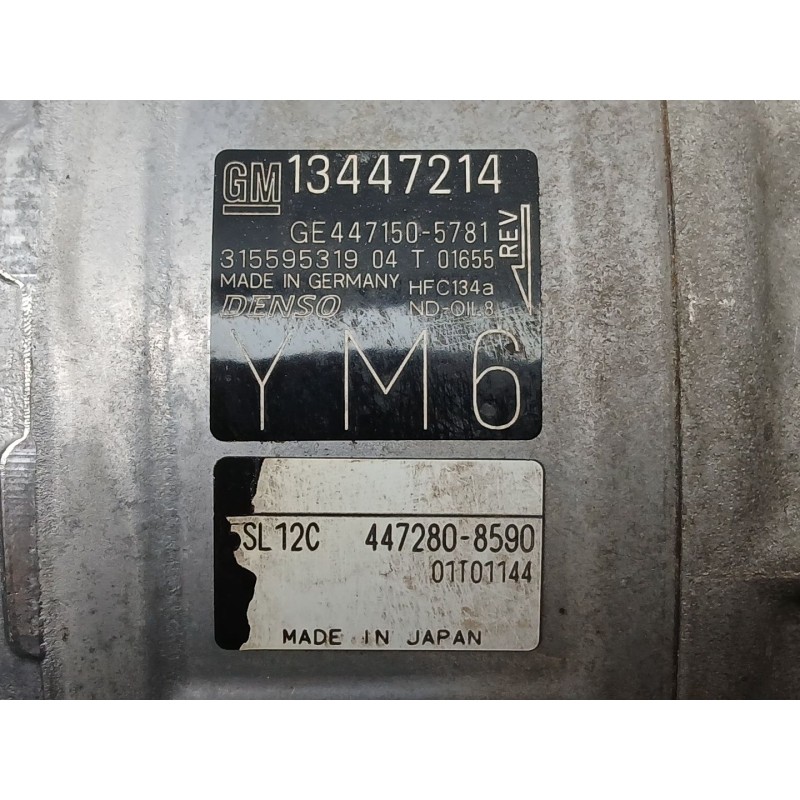 GM 13447214
GE447150-5781
315595319 04 T 01655
REV
MADE IN GERMANY HFC134a
DENSO ND-OIL8
YM6
SL12C 447280-8590
01T01144
MADE IN JAPAN